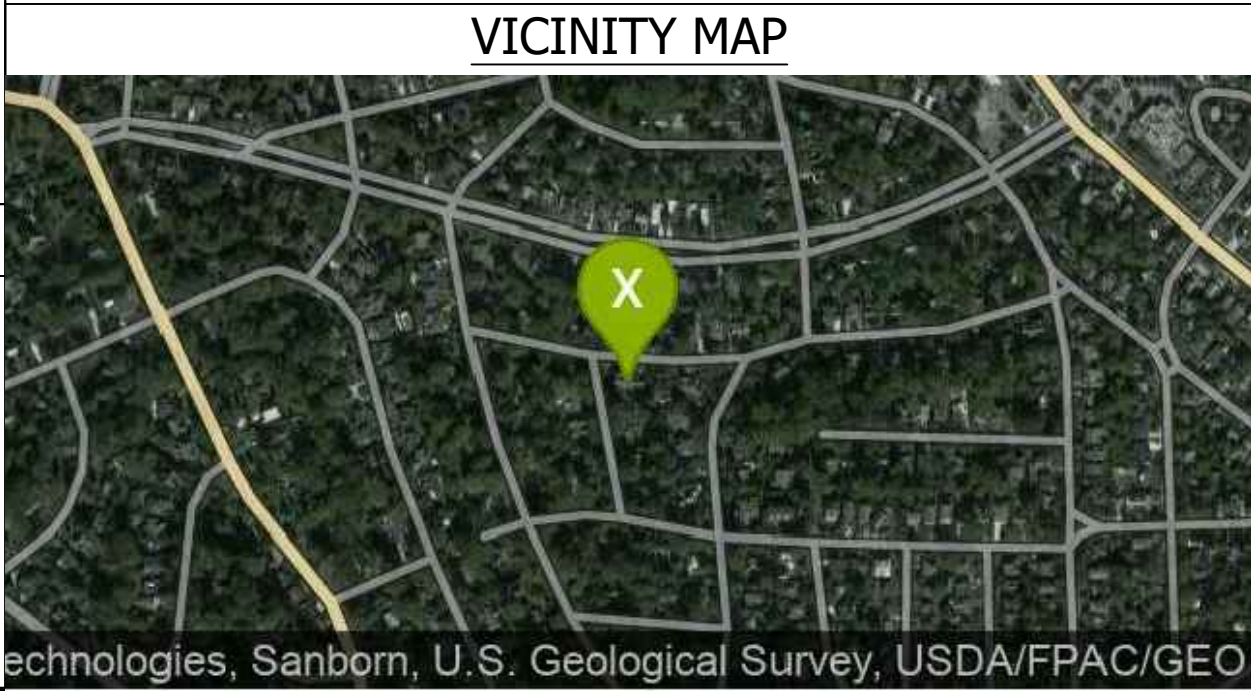 VICINITY MAP
X
echnologies, Sanborn, U.S. Geological Survey, USDA/FPAC/GEO